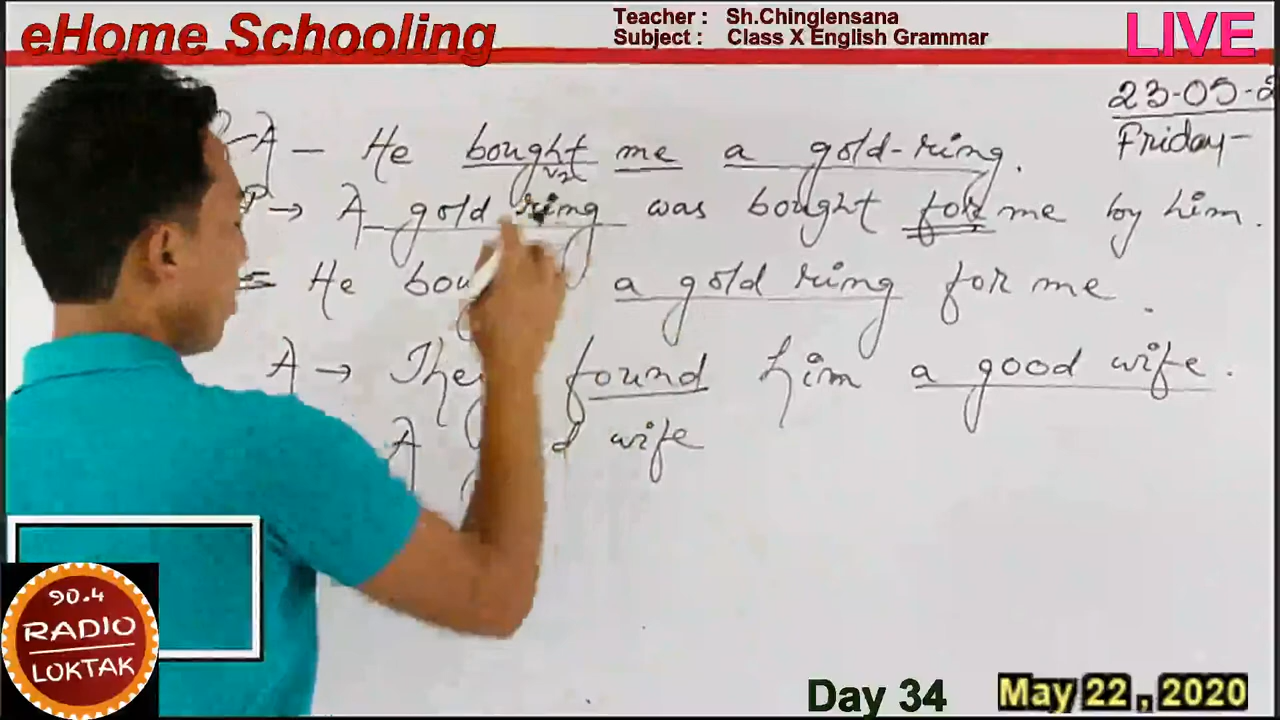 eHome Schooling
Teacher : Sh.Chinglensana
Subject : Class X English Grammar
LIVE
23-05-2
Friday-
A - He bought me a gold-ring.
P → A gold ring was bought for me by him.
= He a gold ring for me.
A → found him a good wife.
A wife
90.4
RADIO
LOKTAK
Day 34
May 22 , 2020